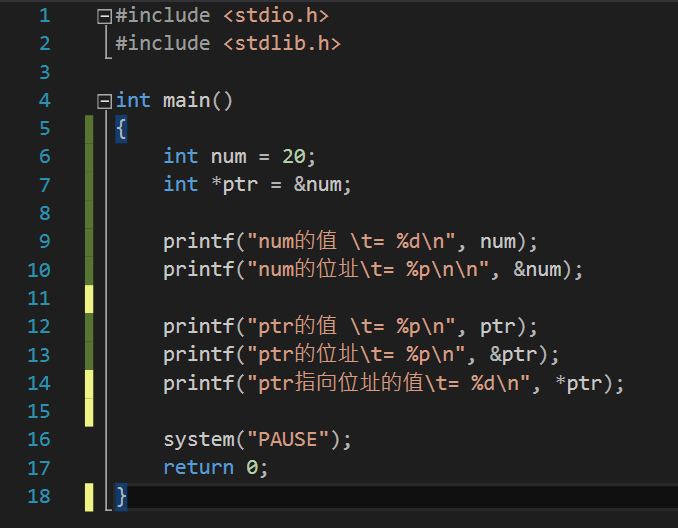 1 #include <stdio.h>
2 #include <stdlib.h>
3
4 int main()
5 {
6 int num = 20;
7 int *ptr = &num;
8
9 printf("num的值 \t= %d\n", num);
10 printf("num的位址\t= %p\n\n", &num);
11
12 printf("ptr的值 \t= %p\n", ptr);
13 printf("ptr的位址\t= %p\n", &ptr);
14 printf("ptr指向位址的值\t= %d\n", *ptr);
15
16 system("PAUSE");
17 return 0;
18 }